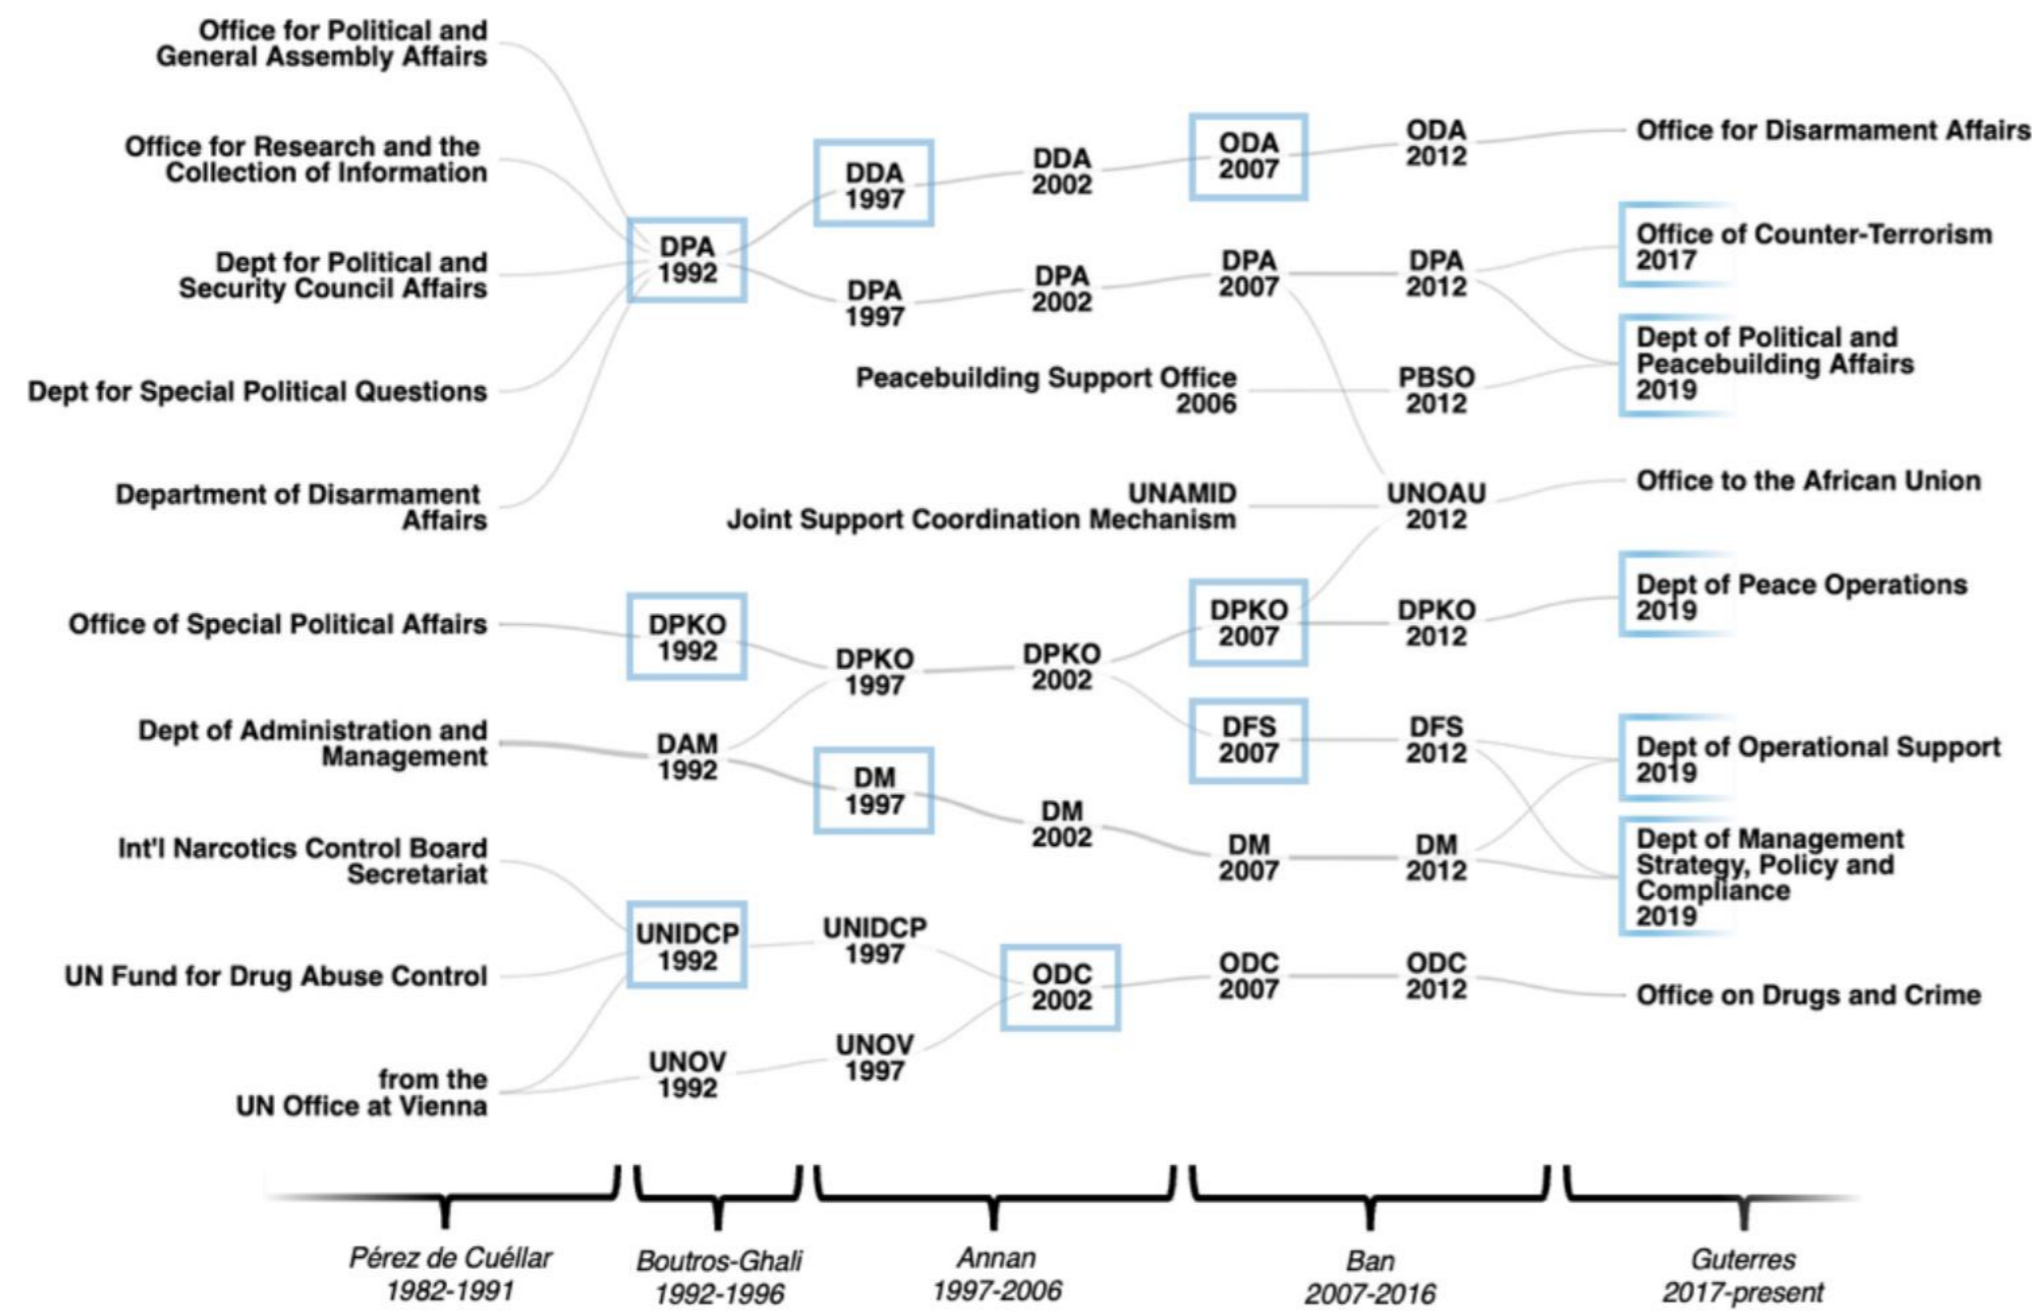 Office for Political and
General Assembly Affairs
Office for Research and the
Collection of Information
Dept for Political and
Security Council Affairs
Dept for Special Political Questions
Department of Disarmament
Affairs
Office of Special Political Affairs
Dept of Administration and
Management
Int'l Narcotics Control Board
Secretariat
UN Fund for Drug Abuse Control
from the
UN Office at Vienna
DPA
1992
DPKO
1992
DAM
1992
UNIDCP
1992
UNOV
1992
DDA
1997
DPA
1997
DPKO
1997
DM
1997
UNIDCP
1997
UNOV
1997
DDA
2002
DPA
2002
DPKO
2002
DM
2002
ODC
2002
ODA
2007
DPA
2007
Peacebuilding Support Office
2006
UNAMID
Joint Support Coordination Mechanism
DPKO
2007
DFS
2007
DM
2007
ODC
2007
ODA
2012
DPA
2012
PBSO
2012
UNOAU
2012
DPKO
2012
DFS
2012
DM
2012
ODC
2012
Office for Disarmament Affairs
Office of Counter-Terrorism
2017
Dept of Political and
Peacebuilding Affairs
2019
Office to the African Union
Dept of Peace Operations
2019
Dept of Operational Support
2019
Dept of Management
Strategy, Policy and
Compliance
2019
Office on Drugs and Crime
Pérez de Cuéllar
1982-1991
Boutros-Ghali
1992-1996
Annan
1997-2006
Ban
2007-2016
Guterres
2017-present